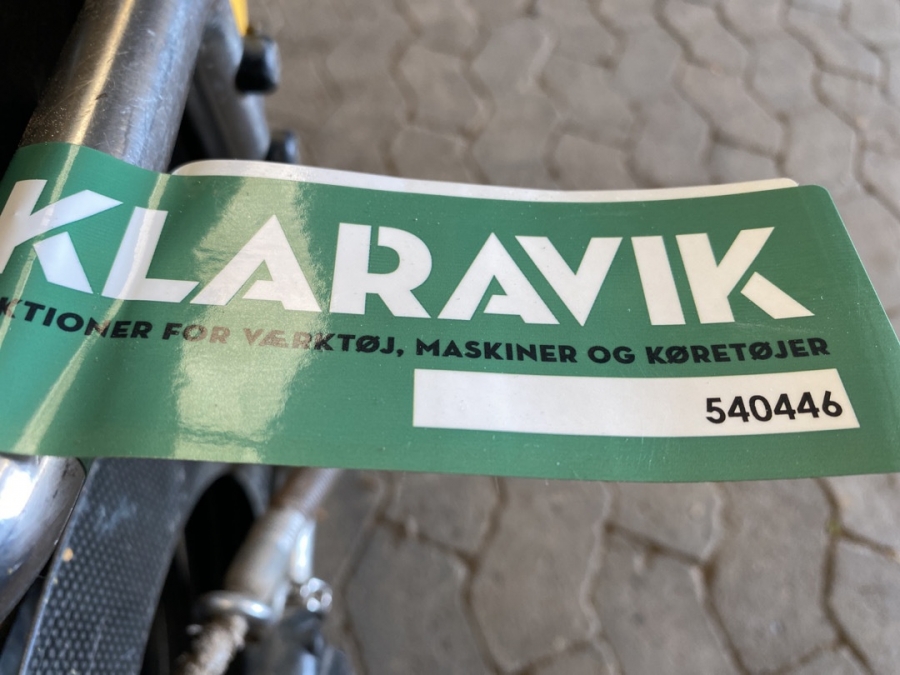 KLARAVIK
KTIONER FOR VÆRKTØJ, MASKINER OG KØRETØJER
540446